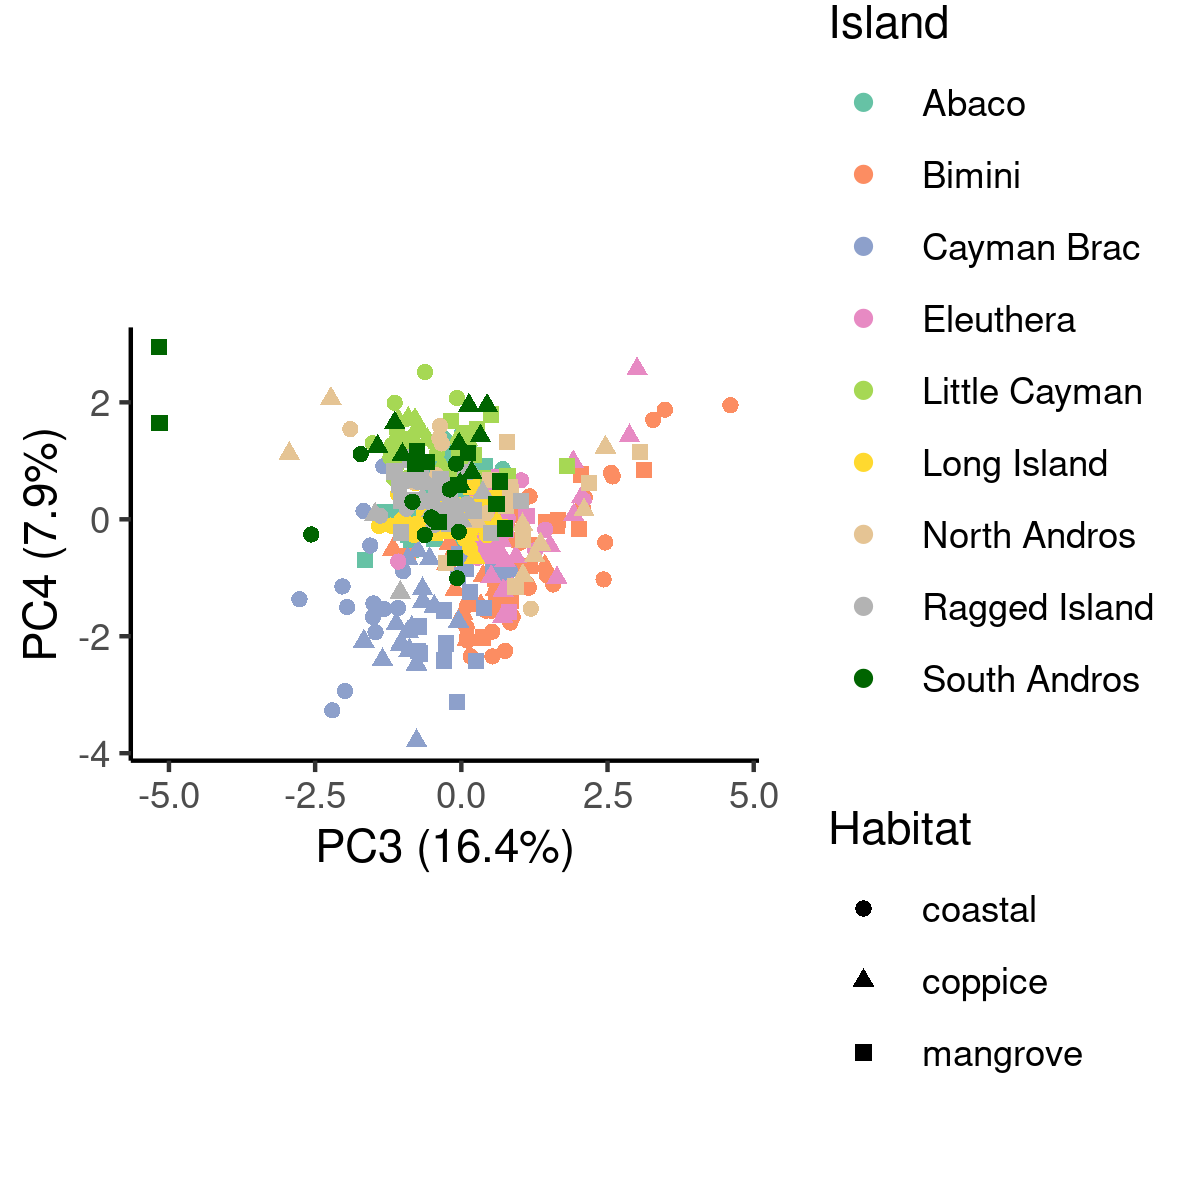 Island
Abaco
Bimini
Cayman Brac
Eleuthera
Little Cayman
Long Island
North Andros
Ragged Island
South Andros
2
0
-2
-4
PC4 (7.9%)
-5.0 -2.5 0.0 2.5 5.0
PC3 (16.4%)
Habitat
coastal
coppice
mangrove